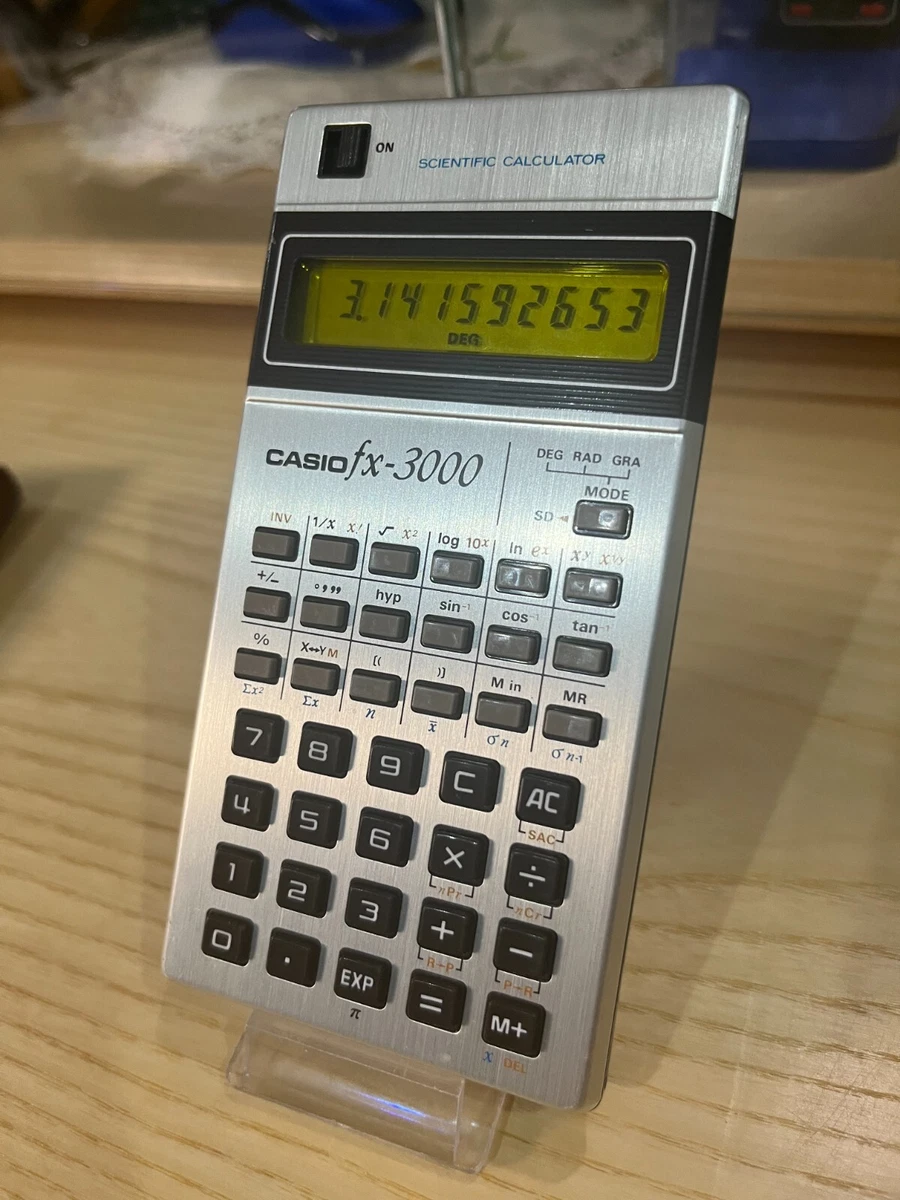 ON
SCIENTIFIC CALCULATOR
3.141592653
DEG
CASIO fx-3000
DEG RAD GRA
MODE
SD
INV 1/x x! √ x² log 10ˣ ln eˣ xʸ x^1/y
+/− °,,, hyp sin⁻¹ cos⁻¹ tan⁻¹
% X↔Y M [( )] M in MR
Σx² Σx n x̄ σn σn-1
7 8 9 C AC
SAC
4 5 6 × ÷
nPr nCr
1 2 3 + −
R→P P→R
0 . EXP = M+
π x DEL